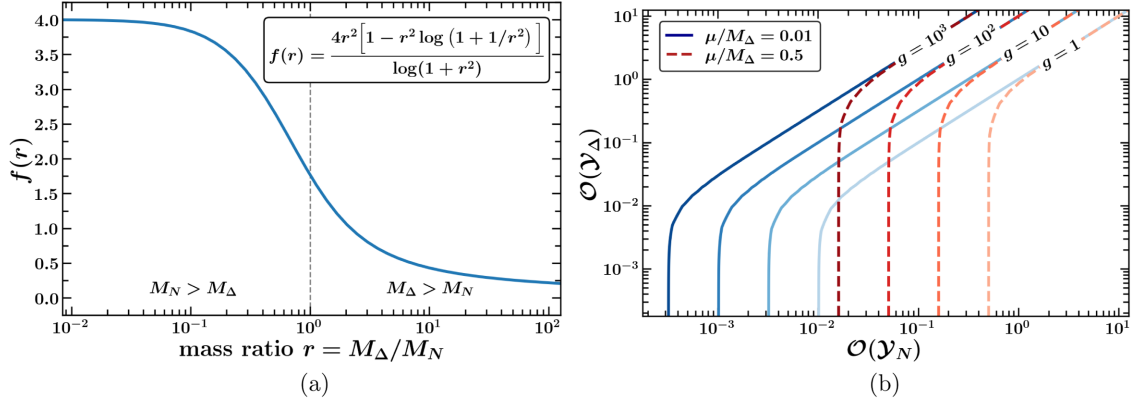 4.0
3.5
3.0
2.5
2.0
1.5
1.0
0.5
0.0
f(r)
f(r) = 4r²[1 − r² log (1 + 1/r²)] / log(1 + r²)
M_N > M_Δ
M_Δ > M_N
10⁻²
10⁻¹
10⁰
10¹
10²
mass ratio r = M_Δ/M_N
(a)
10¹
10⁰
10⁻¹
10⁻²
10⁻³
𝒪(𝒴_Δ)
μ/M_Δ = 0.01
μ/M_Δ = 0.5
g = 10³
g = 10²
g = 10
g = 1
10⁻³
10⁻²
10⁻¹
10⁰
10¹
𝒪(𝒴_N)
(b)